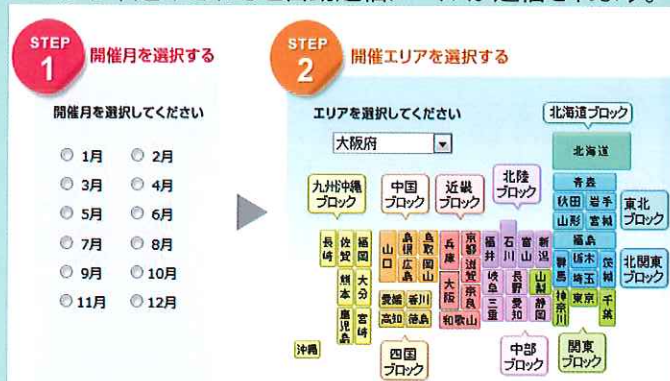 STEP
1
開催月を選択する
開催月を選択してください
1月 2月
3月 4月
5月 6月
7月 8月
9月 10月
11月 12月
STEP
2
開催エリアを選択する
エリアを選択してください
大阪府
北海道ブロック
北海道
九州沖縄
ブロック
中国
ブロック
近畿
ブロック
北陸
ブロック
東北
ブロック
北関東
ブロック
青森
秋田 岩手
山形 宮城
福島
群馬 栃木 茨城
埼玉
神奈川 東京 千葉
長崎 佐賀 福岡
熊本 大分
鹿児島 宮崎
沖縄
山口 島根 鳥取
広島 岡山
愛媛 香川
高知 徳島
兵庫 京都 滋賀
大阪 奈良
和歌山
福井 石川 富山 新潟
岐阜 長野 山梨
三重 愛知 静岡
四国
ブロック
中部
ブロック
関東
ブロック